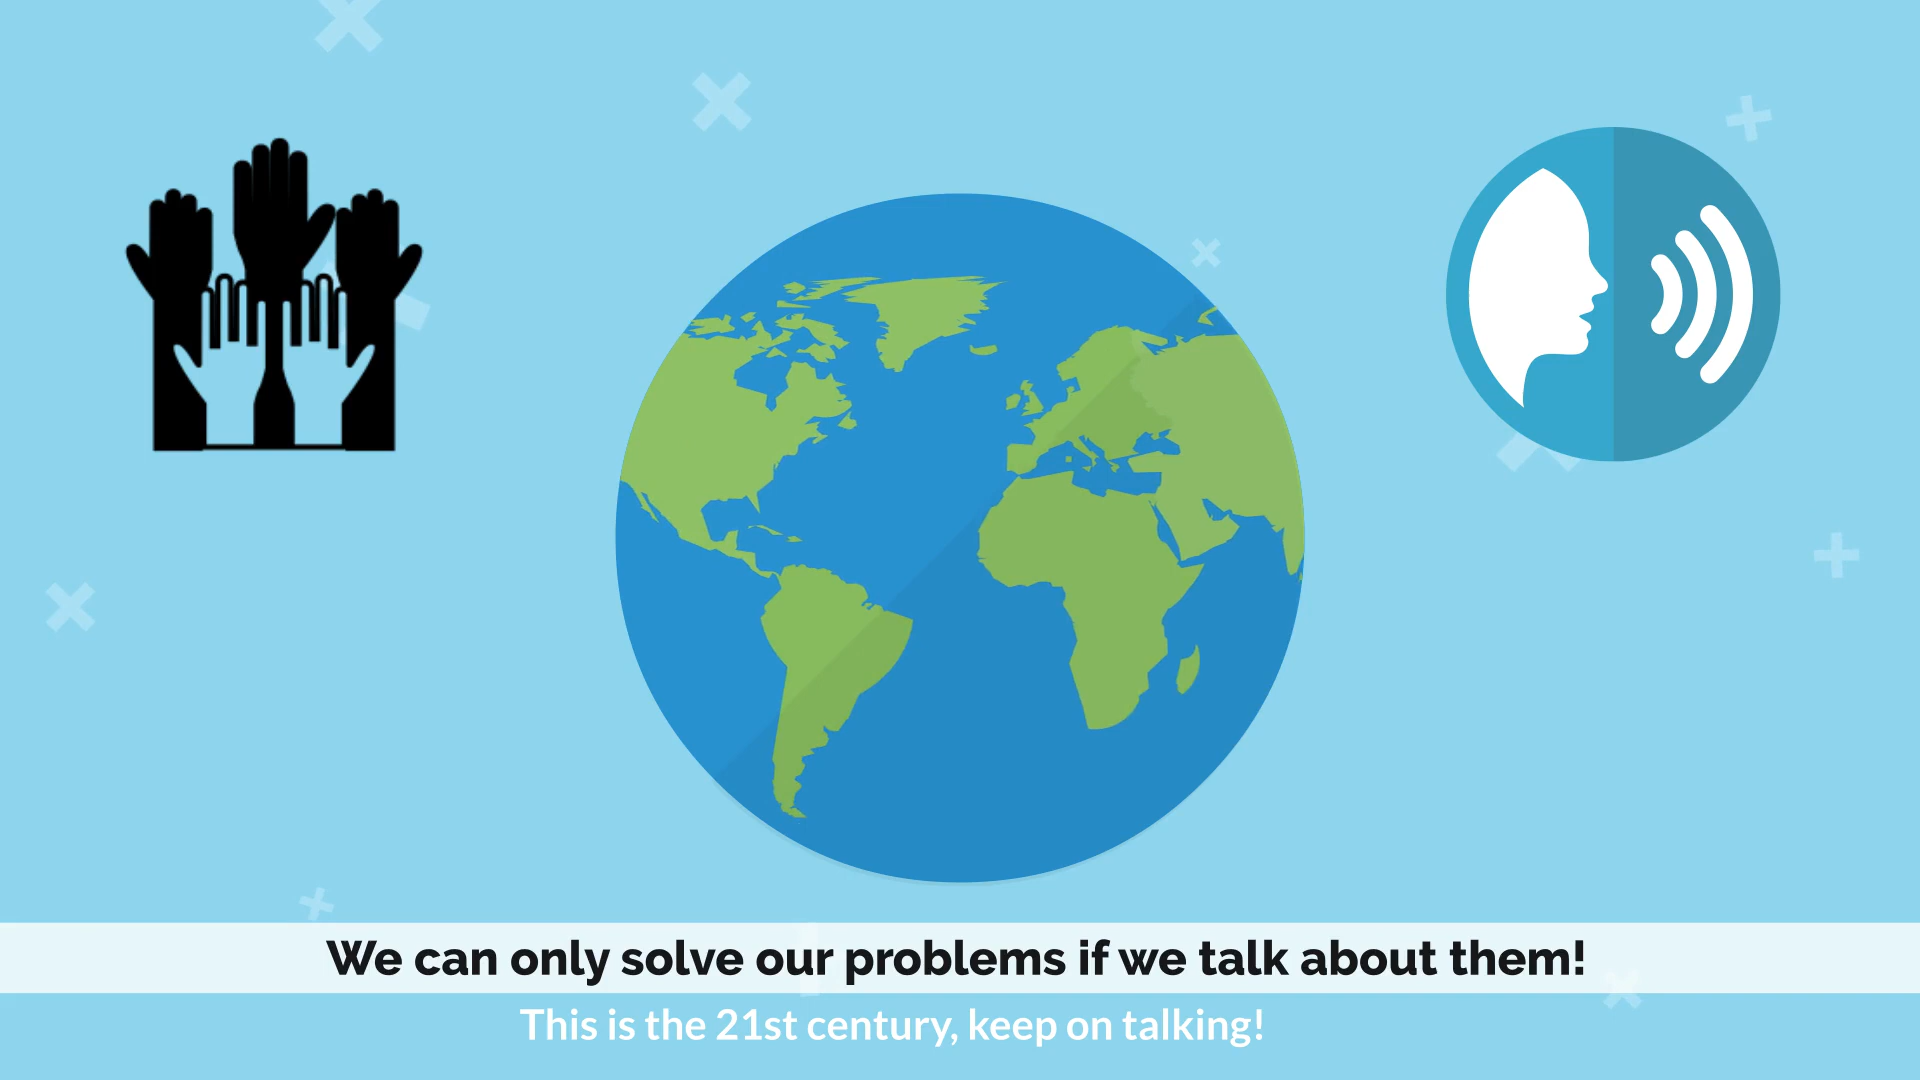 We can only solve our problems if we talk about them!
This is the 21st century, keep on talking!